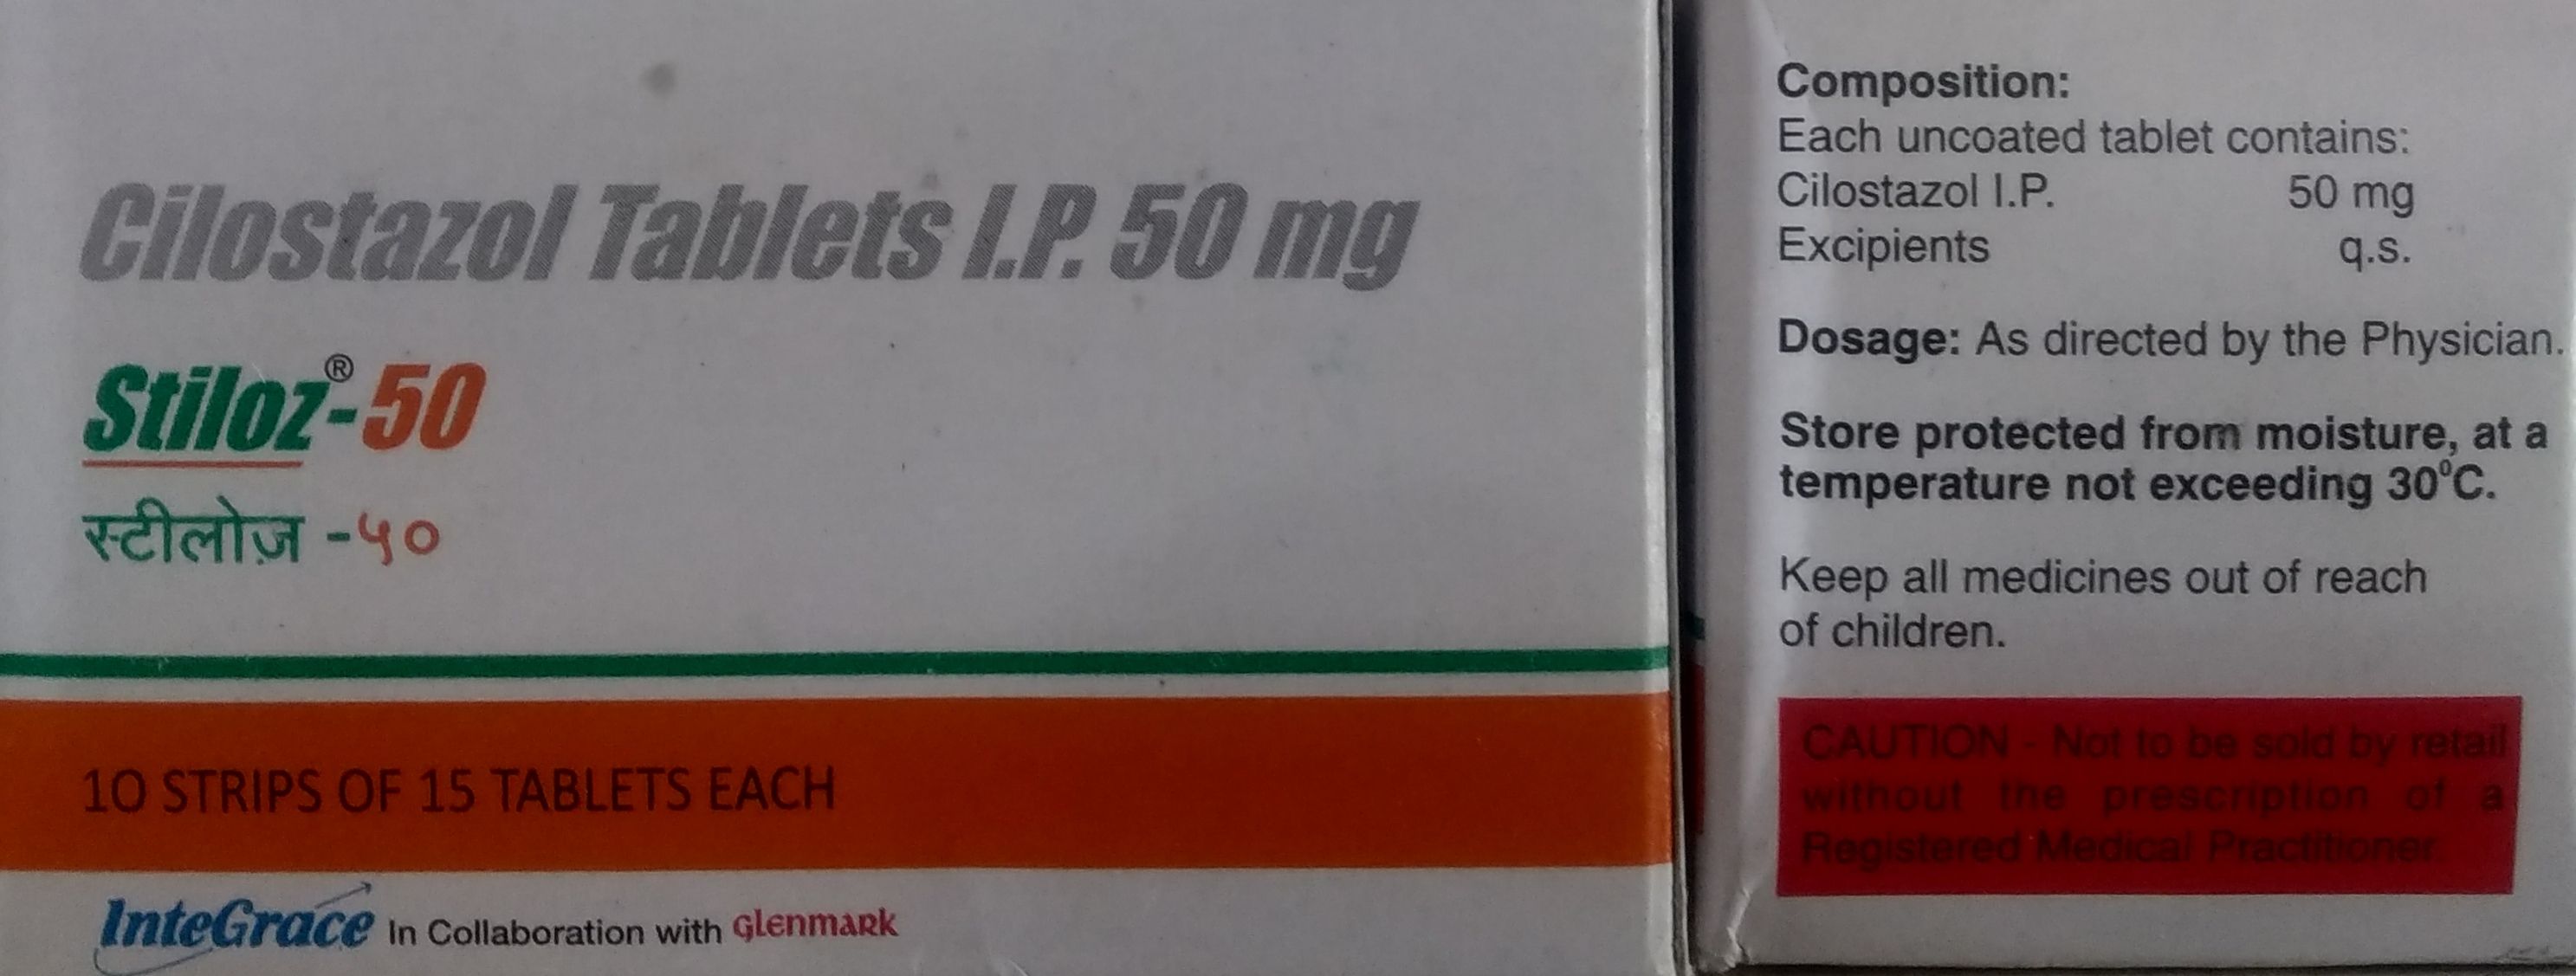 Cilostazol Tablets I.P. 50 mg
Stiloz®-50
स्टीलोज़ -५०
10 STRIPS OF 15 TABLETS EACH
InteGrace In Collaboration with Glenmark
Composition:
Each uncoated tablet contains:
Cilostazol I.P. 50 mg
Excipients q.s.
Dosage: As directed by the Physician.
Store protected from moisture, at a
temperature not exceeding 30⁰C.
Keep all medicines out of reach
of children.
CAUTION - Not to be sold by retail
without the prescription of a
Registered Medical Practitioner.